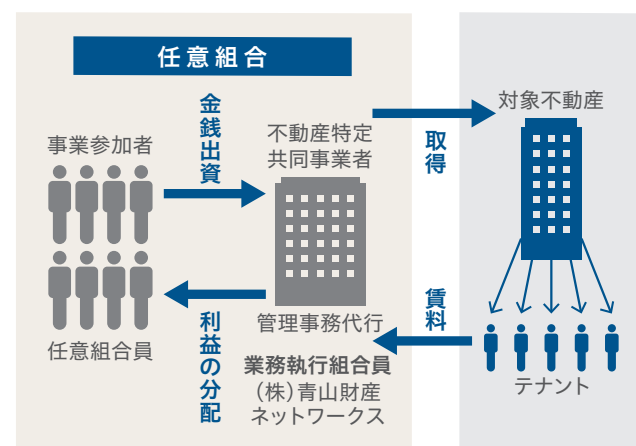 任意組合
事業参加者
金銭出資
不動産特定
共同事業者
取得
対象不動産
任意組合員
利益の分配
管理事務代行
業務執行組合員
（株）青山財産
ネットワークス
賃料
テナント